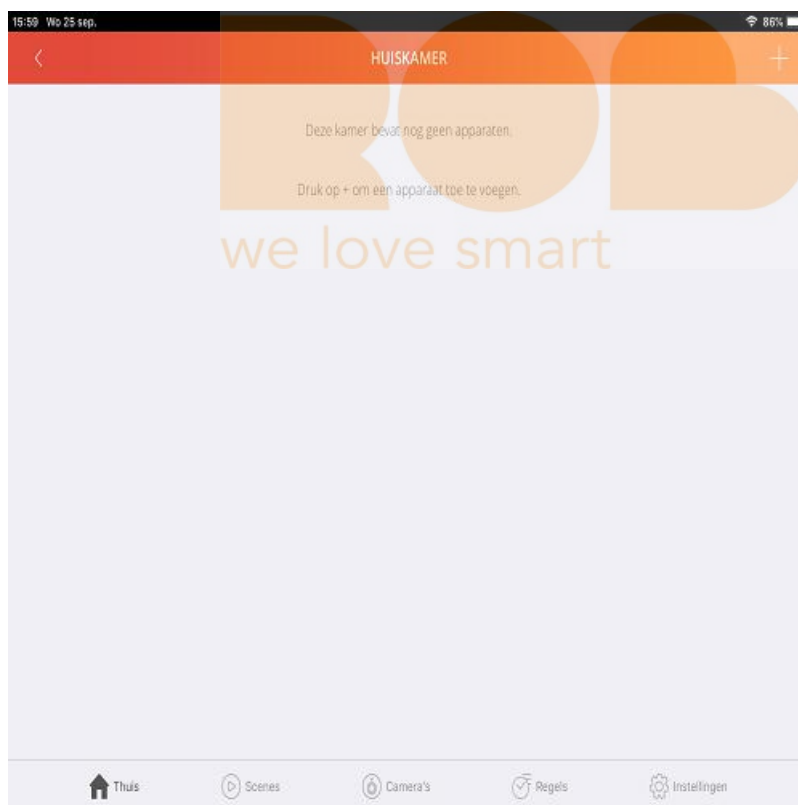 15:59 Wo 25 sep.
86%
HUISKAMER
Deze kamer bevat nog geen apparaten.
Druk op + om een apparaat toe te voegen.
ROB
we love smart
Thuis
Scenes
Camera's
Regels
Instellingen